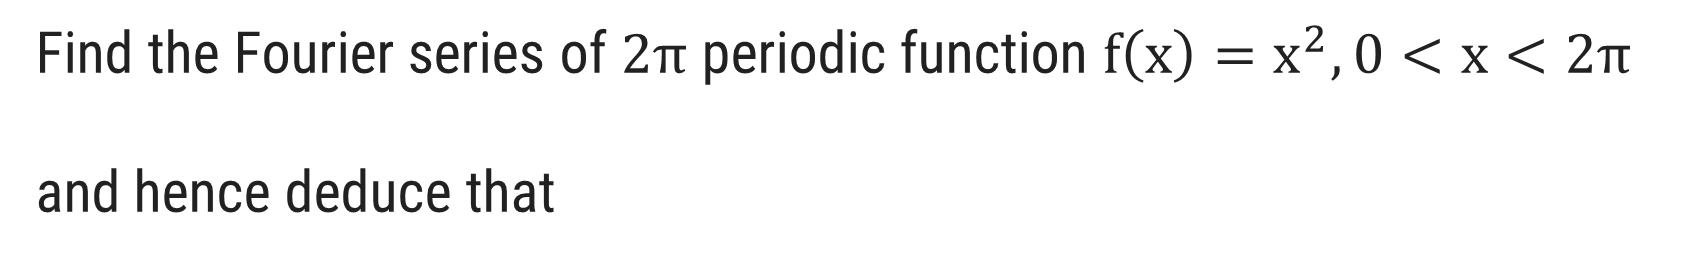 Find the Fourier series of 2π periodic function f(x) = x², 0 < x < 2π
and hence deduce that